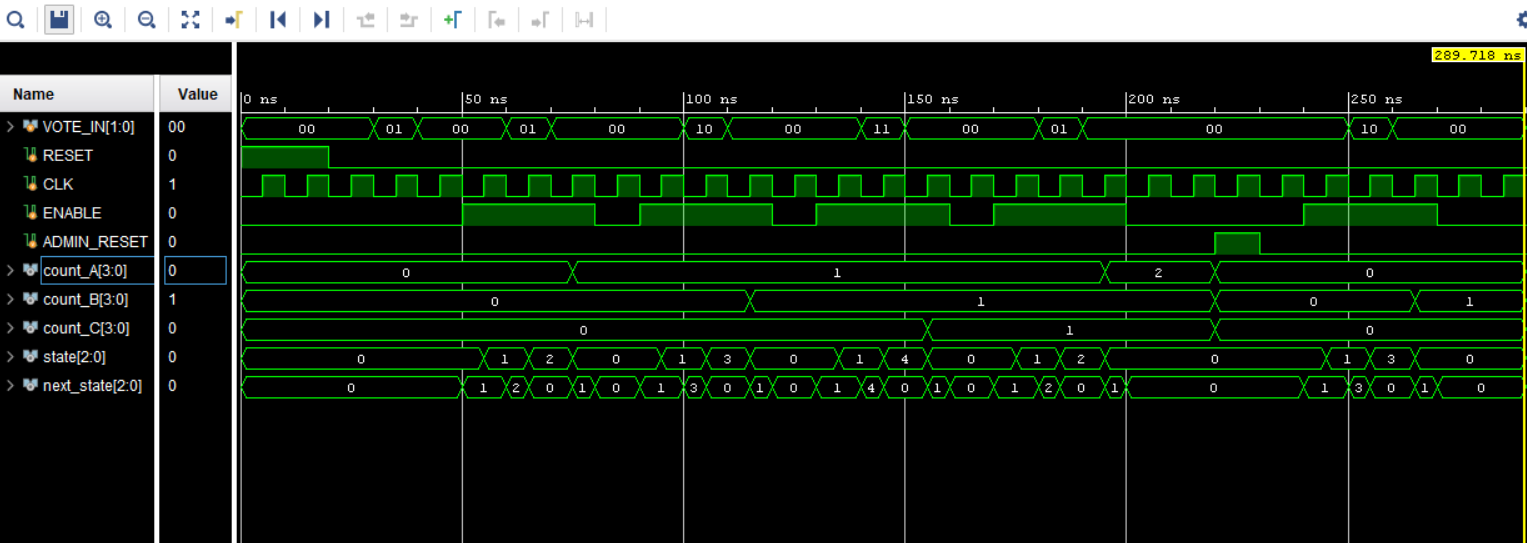 289.718 ns
Name Value 0 ns 50 ns 100 ns 150 ns 200 ns 250 ns
VOTE_IN[1:0] 00 00 01 00 01 00 10 00 11 00 01 00 10 00
RESET 0
CLK 1
ENABLE 0
ADMIN_RESET 0
count_A[3:0] 0 0 1 2 0
count_B[3:0] 1 0 1 0 1
count_C[3:0] 0 0 1 0
state[2:0] 0 0 1 2 0 1 3 0 1 4 0 1 2 0 1 3 0
next_state[2:0] 0 0 1 2 0 1 0 1 3 0 1 0 1 4 0 1 0 1 2 0 1 0 1 3 0 1 0